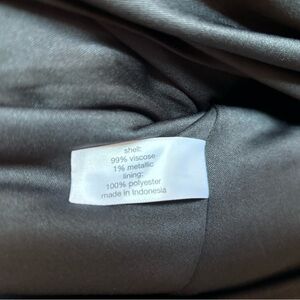 shell:
99% viscose
1% metallic
lining:
100% polyester
made in Indonesia